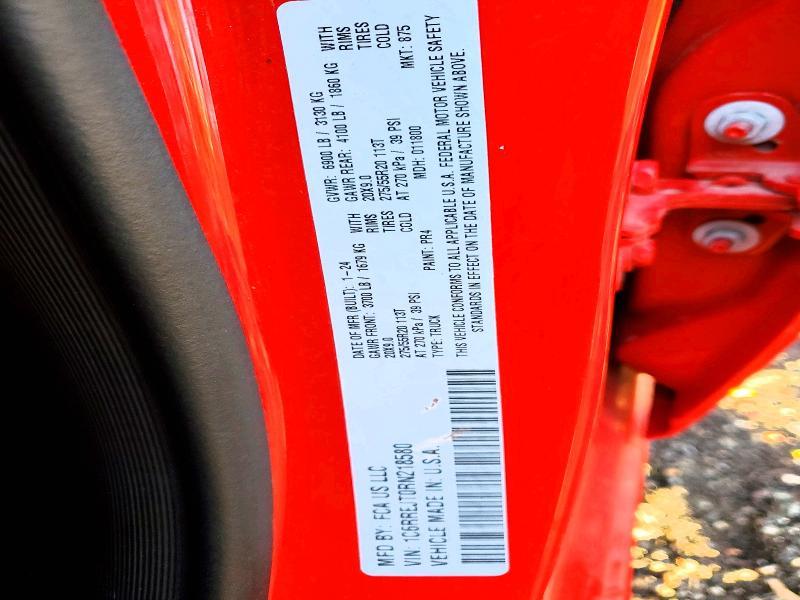 MFD BY: FCA US LLC
DATE OF MFR (BUILT): 1-24
GVWR: 6900 LB / 3130 KG
GAWR FRONT: 3700 LB / 1679 KG WITH
20X9.0 RIMS
275/55R20 113T TIRES
AT 270 kPa / 39 PSI COLD
GAWR REAR: 4100 LB / 1860 KG WITH
20X9.0 RIMS
275/55R20 113T TIRES
AT 270 kPa / 39 PSI COLD
VIN: 1C6RREJT0RN218580
TYPE: TRUCK PAINT: PR4 MDH: 011800 MKT: 875
VEHICLE MADE IN: U.S.A.
THIS VEHICLE CONFORMS TO ALL APPLICABLE U.S.A. FEDERAL MOTOR VEHICLE SAFETY
STANDARDS IN EFFECT ON THE DATE OF MANUFACTURE SHOWN ABOVE.